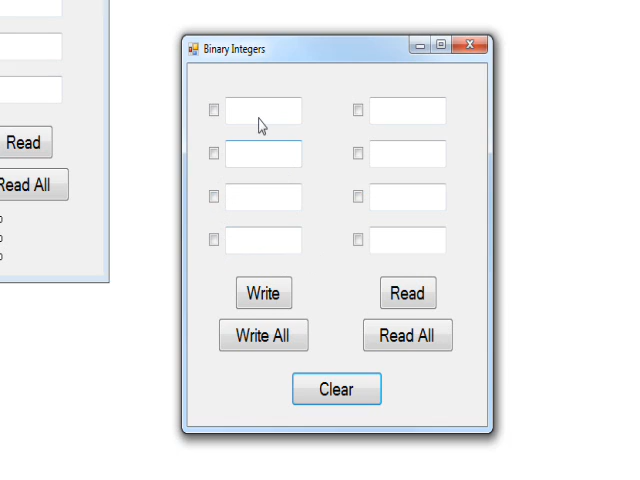 Binary Integers
Read
Write
Read
Read All
Write All
Read All
Clear